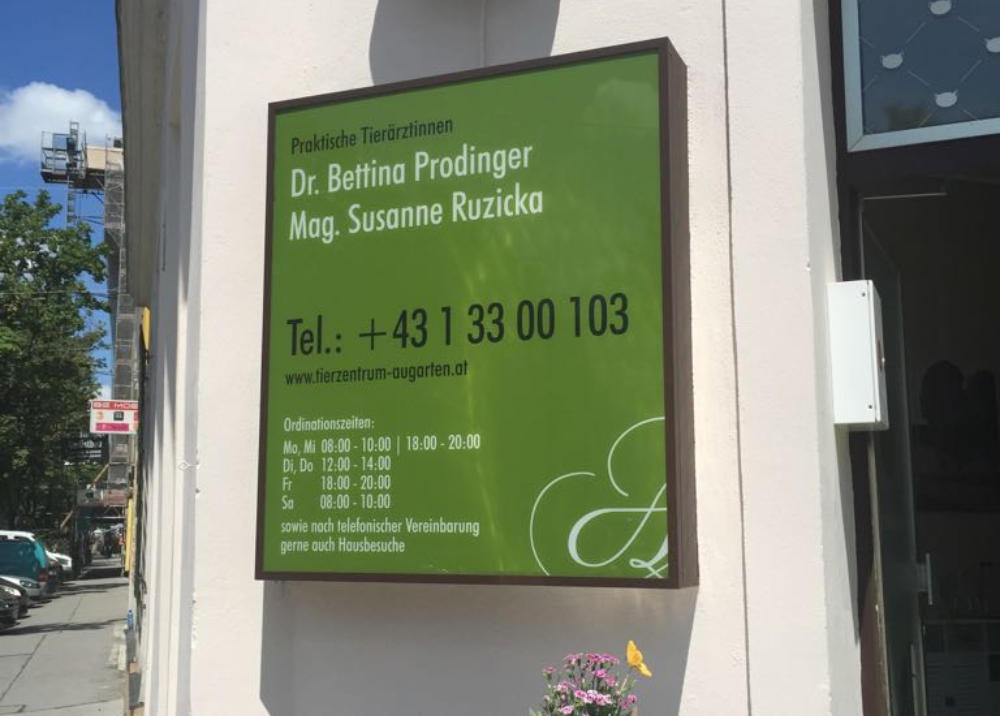 Praktische Tierärztinnen
Dr. Bettina Prodinger
Mag. Susanne Ruzicka
Tel.: +43 1 33 00 103
www.tierzentrum-augarten.at
Ordinationszeiten:
Mo, Mi 08:00 - 10:00 | 18:00 - 20:00
Di, Do 12:00 - 14:00
Fr 18:00 - 20:00
Sa 08:00 - 10:00
sowie nach telefonischer Vereinbarung
gerne auch Hausbesuche